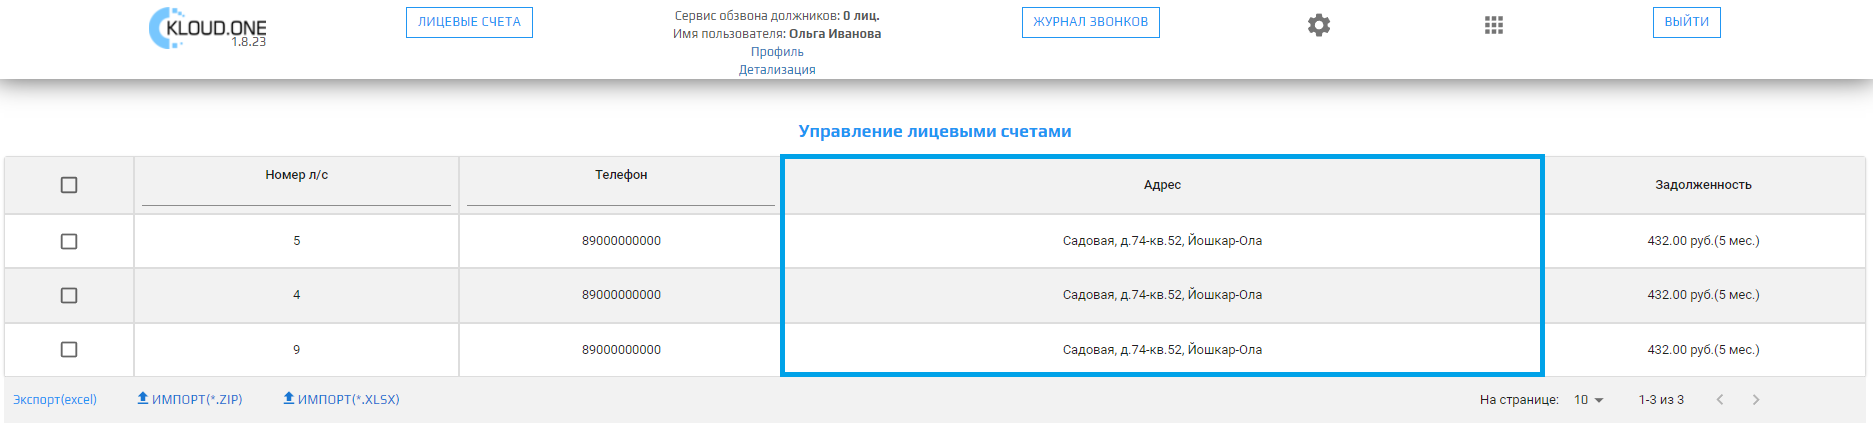 KLOUD.ONE
1.8.23
ЛИЦЕВЫЕ СЧЕТА
Сервис обзвона должников: 0 лиц.
Имя пользователя: Ольга Иванова
Профиль
Детализация
ЖУРНАЛ ЗВОНКОВ
ВЫЙТИ
Управление лицевыми счетами
Номер л/с Телефон Адрес Задолженность
5 89000000000 Садовая, д.74-кв.52, Йошкар-Ола 432.00 руб.(5 мес.)
4 89000000000 Садовая, д.74-кв.52, Йошкар-Ола 432.00 руб.(5 мес.)
9 89000000000 Садовая, д.74-кв.52, Йошкар-Ола 432.00 руб.(5 мес.)
Экспорт(excel) ИМПОРТ(*.ZIP) ИМПОРТ(*.XLSX) На странице: 10 1-3 из 3